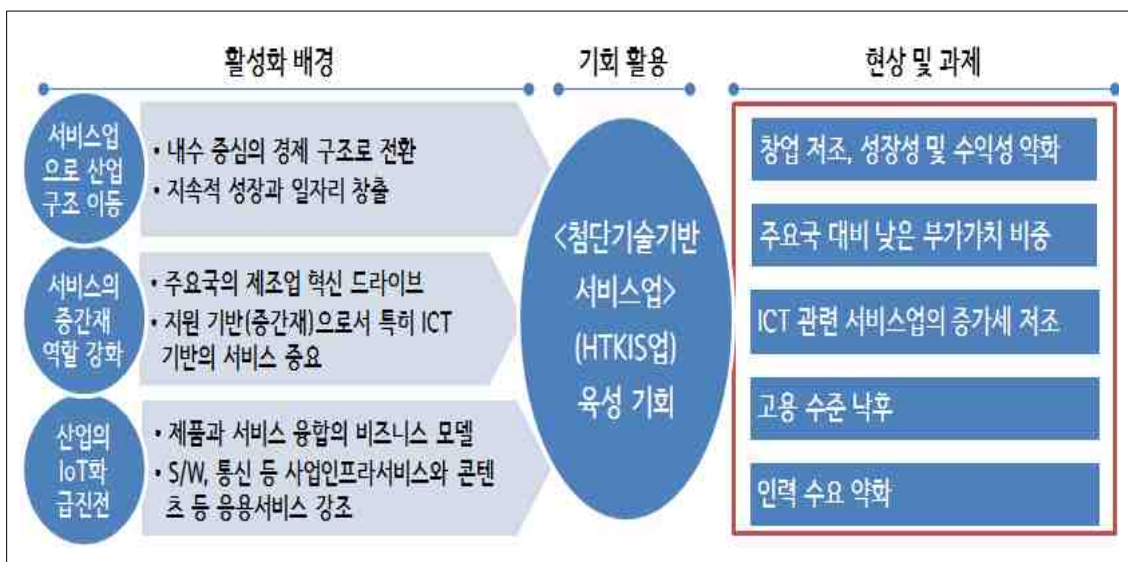 활성화 배경
기회 활용
현상 및 과제
서비스업
으로 산업
구조 이동
• 내수 중심의 경제 구조로 전환
• 지속적 성장과 일자리 창출
서비스의
중간재
역할 강화
• 주요국의 제조업 혁신 드라이브
• 지원 기반(중간재)으로서 특히 ICT
기반의 서비스 중요
산업의
IoT화
급진전
• 제품과 서비스 융합의 비즈니스 모델
• S/W, 통신 등 사업인프라서비스와 콘텐
츠 등 응용서비스 강조
<첨단기술기반
서비스업>
(HTKIS업)
육성 기회
창업 저조, 성장성 및 수익성 약화
주요국 대비 낮은 부가가치 비중
ICT 관련 서비스업의 증가세 저조
고용 수준 낙후
인력 수요 약화